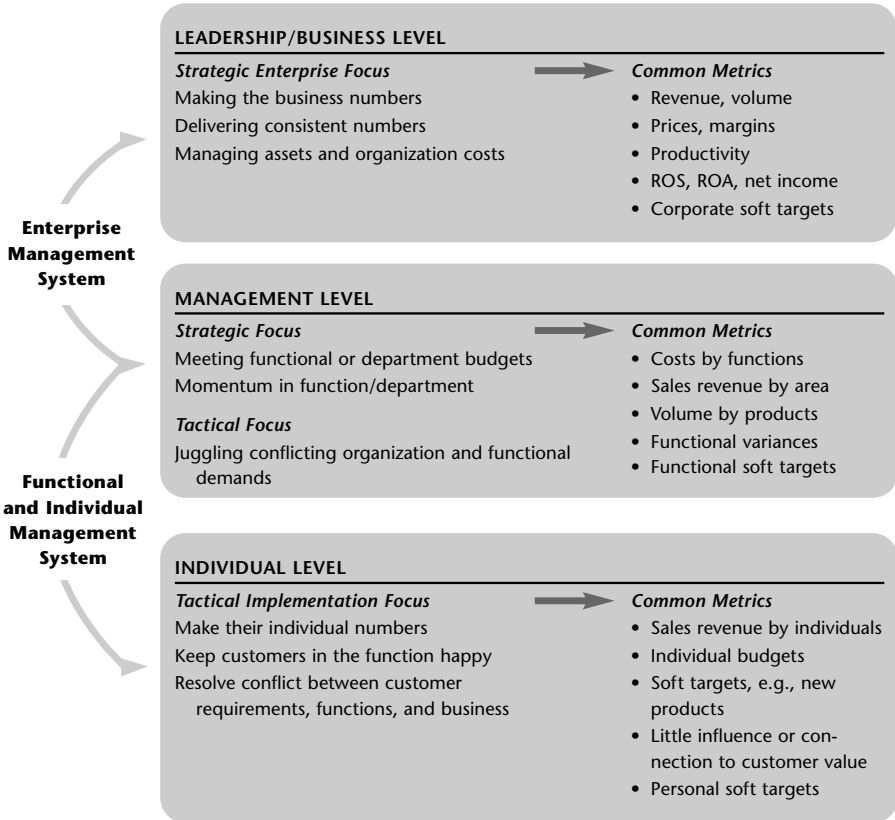 LEADERSHIP/BUSINESS LEVEL
Strategic Enterprise Focus
Making the business numbers
Delivering consistent numbers
Managing assets and organization costs
Common Metrics
• Revenue, volume
• Prices, margins
• Productivity
• ROS, ROA, net income
• Corporate soft targets
Enterprise
Management
System
MANAGEMENT LEVEL
Strategic Focus
Meeting functional or department budgets
Momentum in function/department
Tactical Focus
Juggling conflicting organization and functional
demands
Common Metrics
• Costs by functions
• Sales revenue by area
• Volume by products
• Functional variances
• Functional soft targets
Functional
and Individual
Management
System
INDIVIDUAL LEVEL
Tactical Implementation Focus
Make their individual numbers
Keep customers in the function happy
Resolve conflict between customer
requirements, functions, and business
Common Metrics
• Sales revenue by individuals
• Individual budgets
• Soft targets, e.g., new
products
• Little influence or con-
nection to customer value
• Personal soft targets